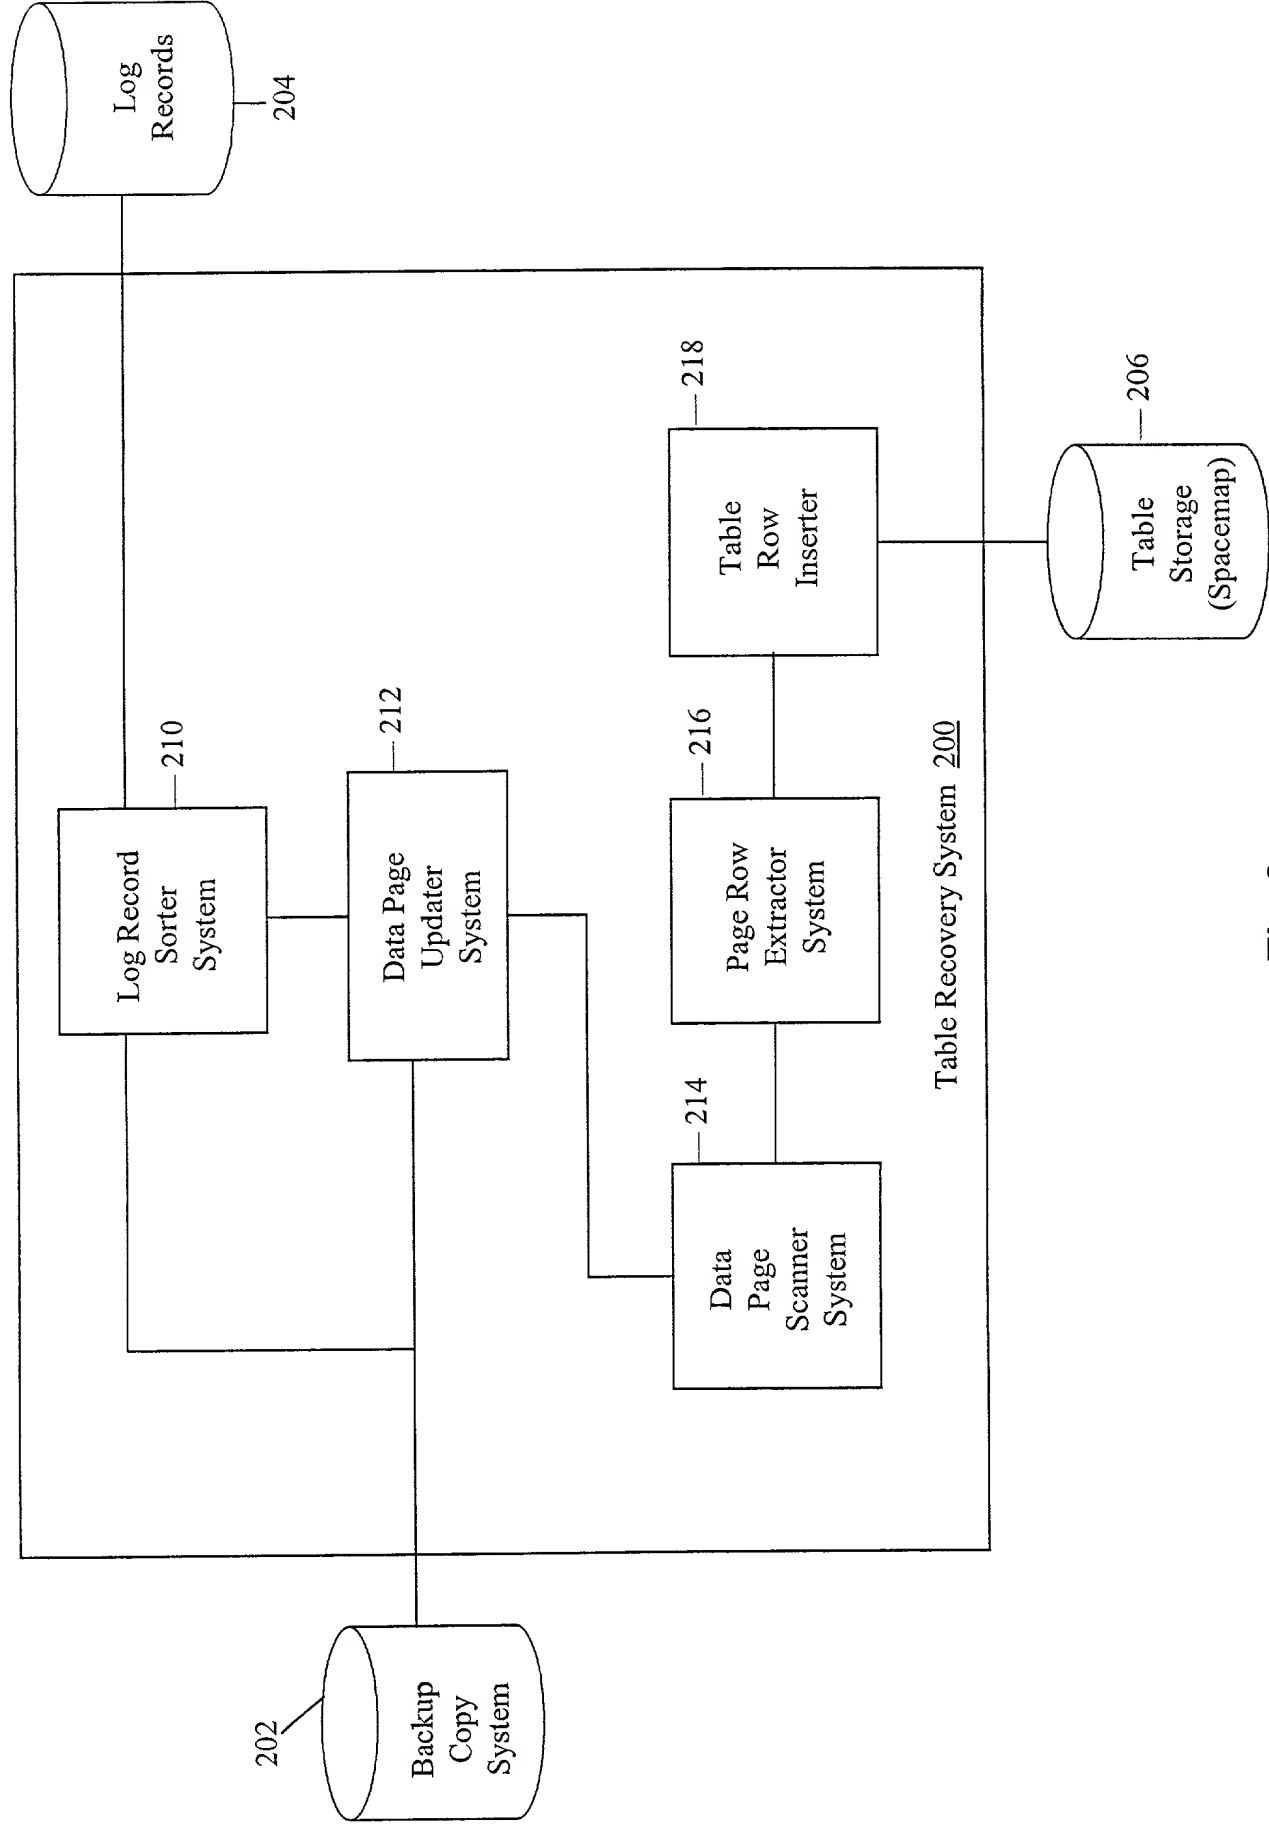 Log
Records
204
210
Log Record
Sorter
System
212
Data Page
Updater
System
202
Backup
Copy
System
214
Data
Page
Scanner
System
216
Page Row
Extractor
System
218
Table
Row
Inserter
Table Recovery System 200
206
Table
Storage
(Spacemap)